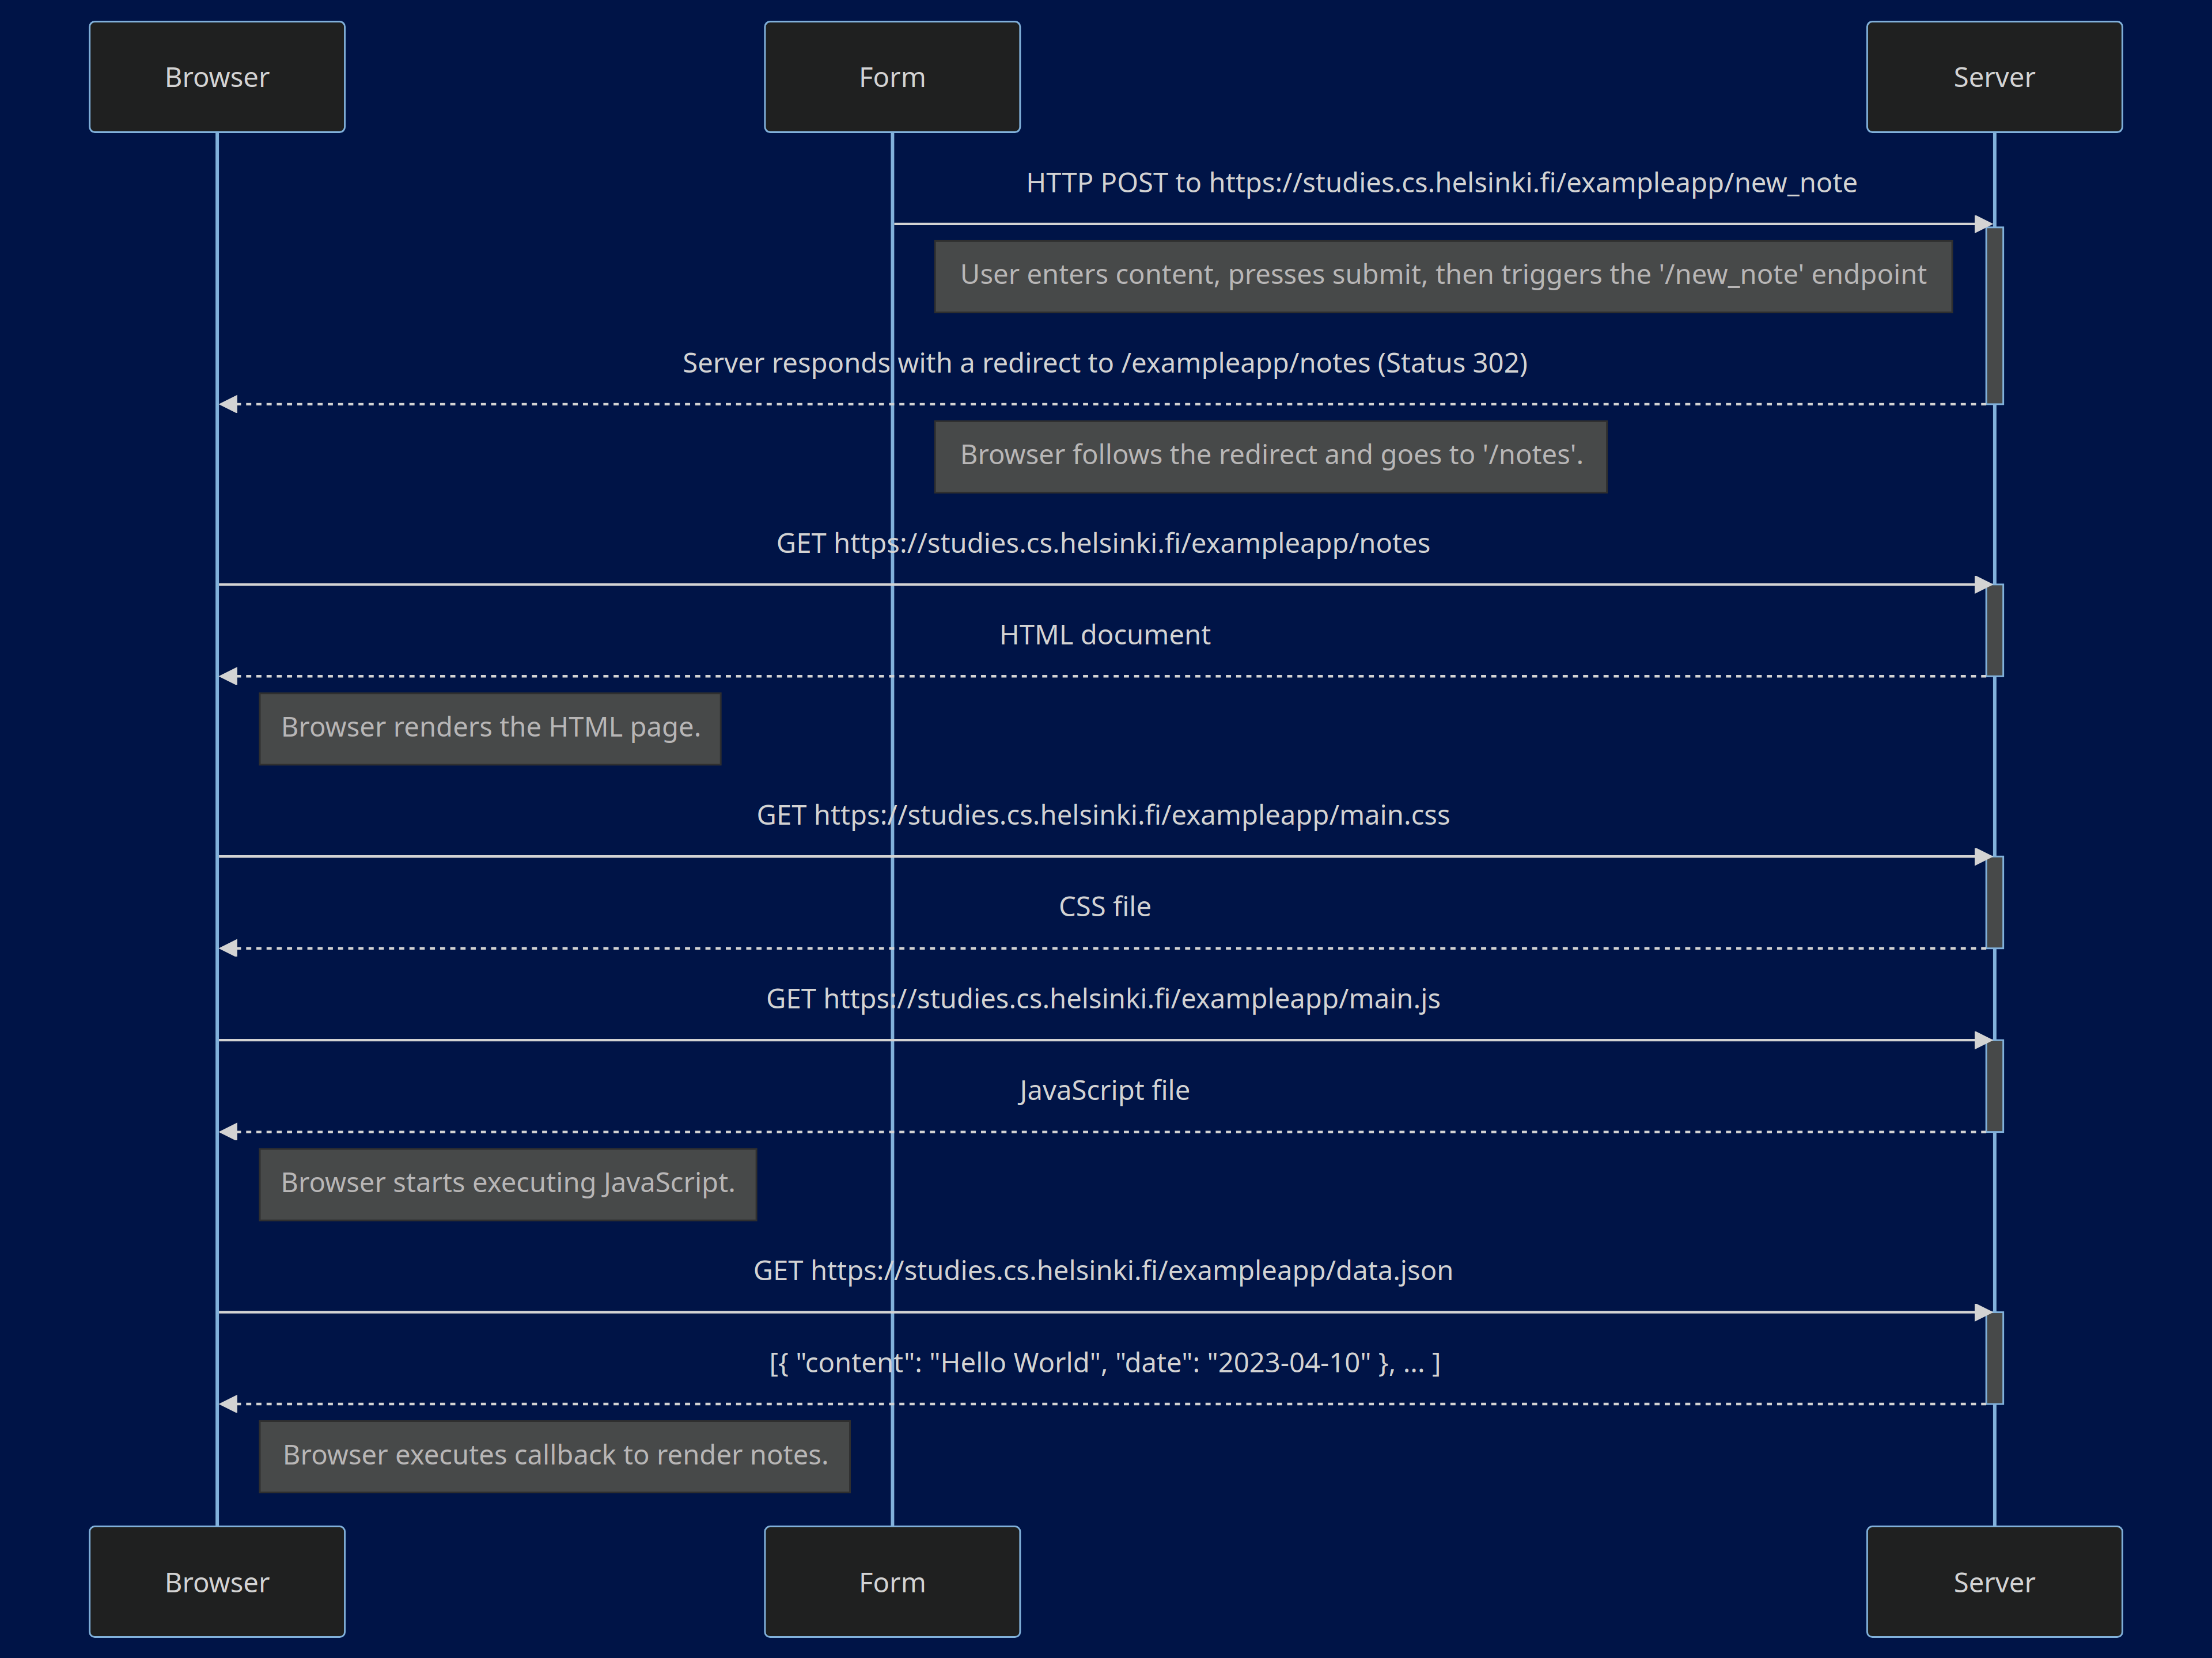 Browser
Form
Server
HTTP POST to https://studies.cs.helsinki.fi/exampleapp/new_note
User enters content, presses submit, then triggers the '/new_note' endpoint
Server responds with a redirect to /exampleapp/notes (Status 302)
Browser follows the redirect and goes to '/notes'.
GET https://studies.cs.helsinki.fi/exampleapp/notes
HTML document
Browser renders the HTML page.
GET https://studies.cs.helsinki.fi/exampleapp/main.css
CSS file
GET https://studies.cs.helsinki.fi/exampleapp/main.js
JavaScript file
Browser starts executing JavaScript.
GET https://studies.cs.helsinki.fi/exampleapp/data.json
[{ "content": "Hello World", "date": "2023-04-10" }, ... ]
Browser executes callback to render notes.
Browser
Form
Server